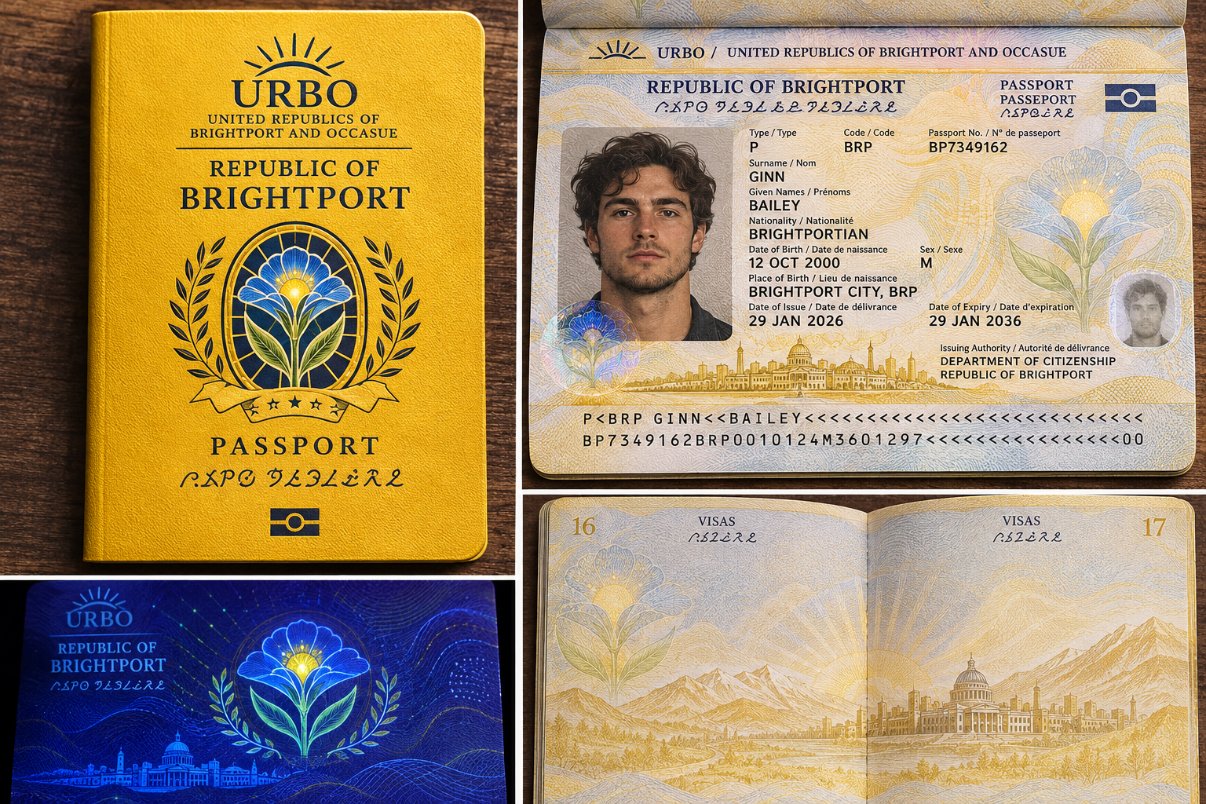 URBO
UNITED REPUBLICS OF
BRIGHTPORT AND OCCASUE
REPUBLIC OF
BRIGHTPORT
PASSPORT
URBO / UNITED REPUBLICS OF BRIGHTPORT AND OCCASUE
REPUBLIC OF BRIGHTPORT
PASSPORT
PASSEPORT
Type / Type
Code / Code
Passport No. / N° de passeport
P
BRP
BP7349162
Surname / Nom
GINN
Given Names / Prénoms
BAILEY
Nationality / Nationalité
BRIGHTPORTIAN
Date of Birth / Date de naissance
Sex / Sexe
12 OCT 2000
M
Place of Birth / Lieu de naissance
BRIGHTPORT CITY, BRP
Date of Issue / Date de délivrance
Date of Expiry / Date d'expiration
29 JAN 2026
29 JAN 2036
Issuing Authority / Autorité de délivrance
DEPARTMENT OF CITIZENSHIP
REPUBLIC OF BRIGHTPORT
P<BRP GINN<<BAILEY<<<<<<<<<<<<<<<<<<<<<<<<<<
BP7349162BRP0010124M3601297<<<<<<<<<<<<<<<00
URBO
REPUBLIC OF
BRIGHTPORT
16
VISAS
VISAS
17